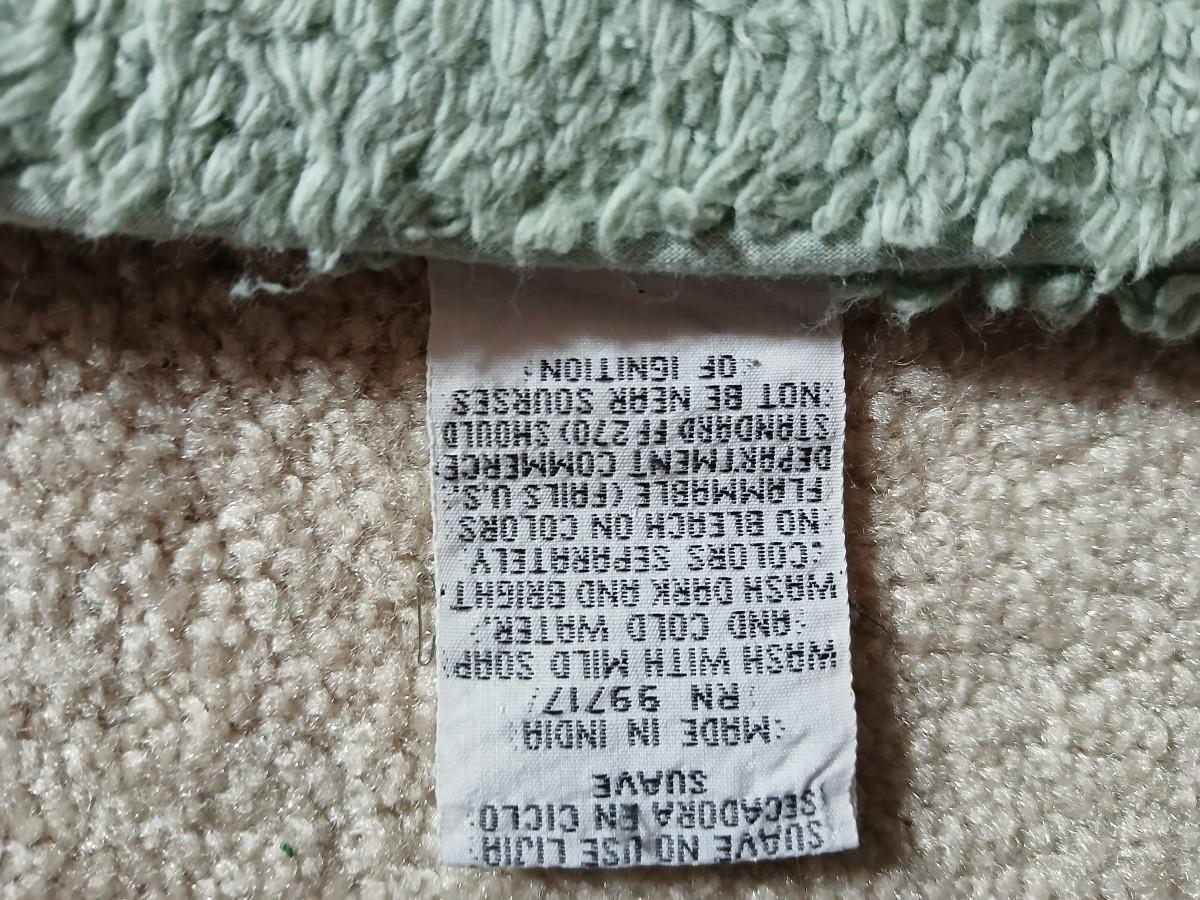 SUAVE NO USE LIJIA
SECADORA EN CICLO
SUAVE
MADE IN INDIA
RN 99717
WASH WITH MILD SOAP
AND COLD WATER.
WASH DARK AND BRIGHT
COLORS SEPARATELY
NO BLEACH ON COLORS
FLAMMABLE (FAILS U.S.
DEPARTMENT COMMERCE
STANDARD FF 270) SHOULD
NOT BE NEAR SOURSES
OF IGNITION